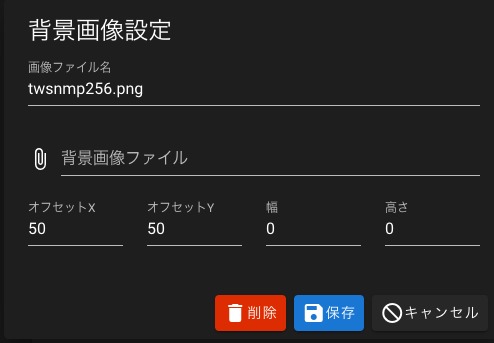 背景画像設定
画像ファイル名
twsnmp256.png
背景画像ファイル
オフセットX オフセットY 幅 高さ
50 50 0 0
削除 保存 キャンセル